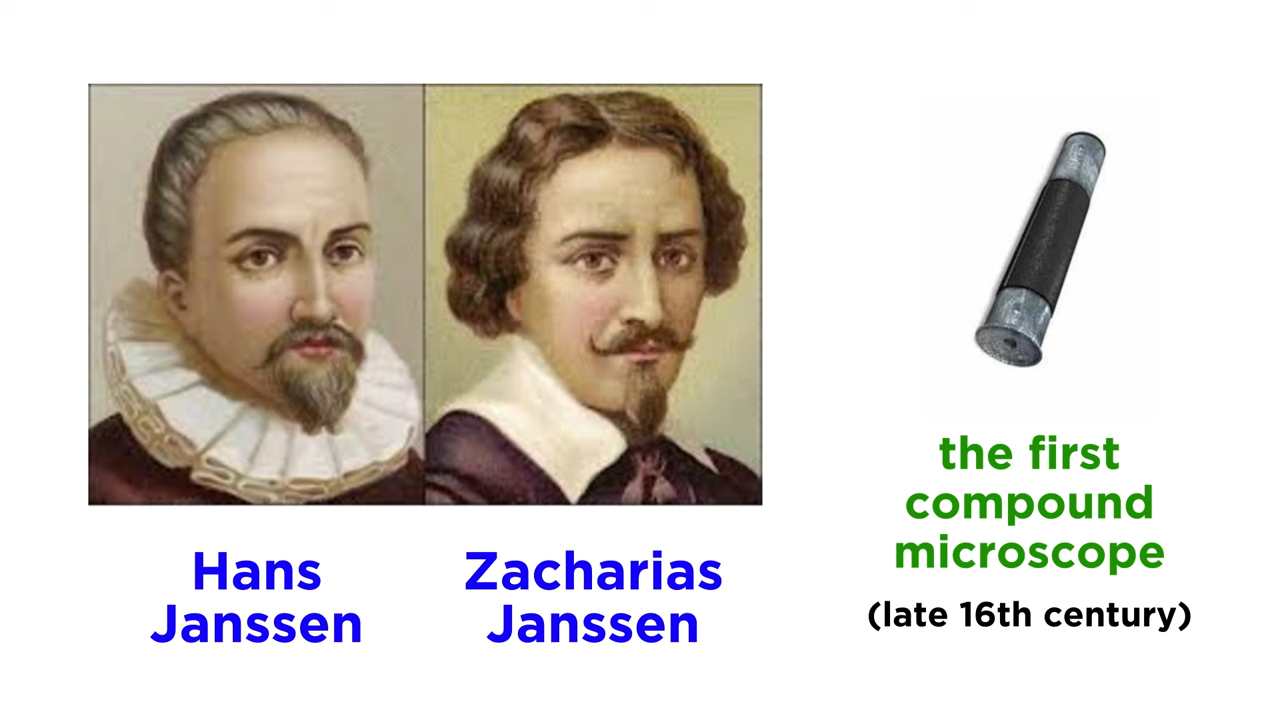 Hans
Janssen
Zacharias
Janssen
the first
compound
microscope
(late 16th century)